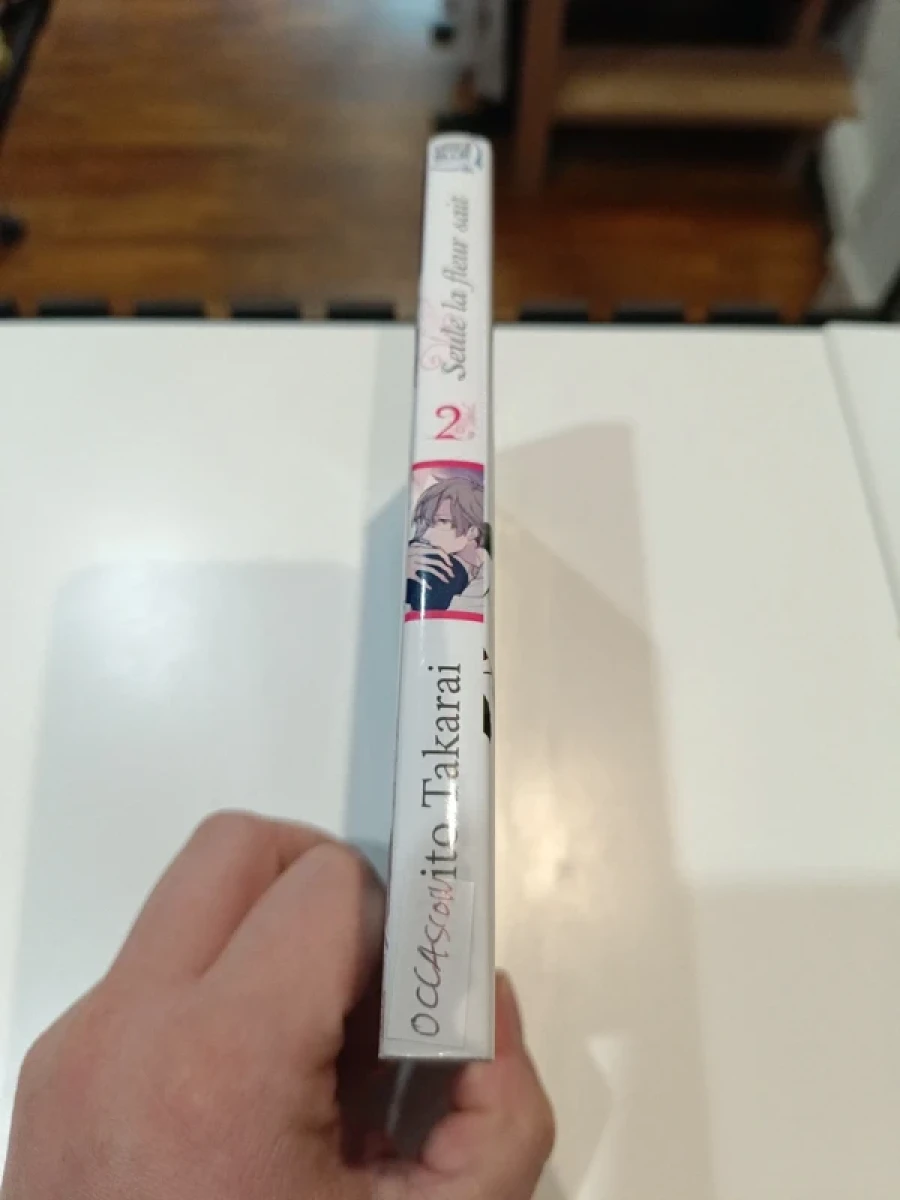 Seule la fleur sait
2
ito Takarai
OCCASION